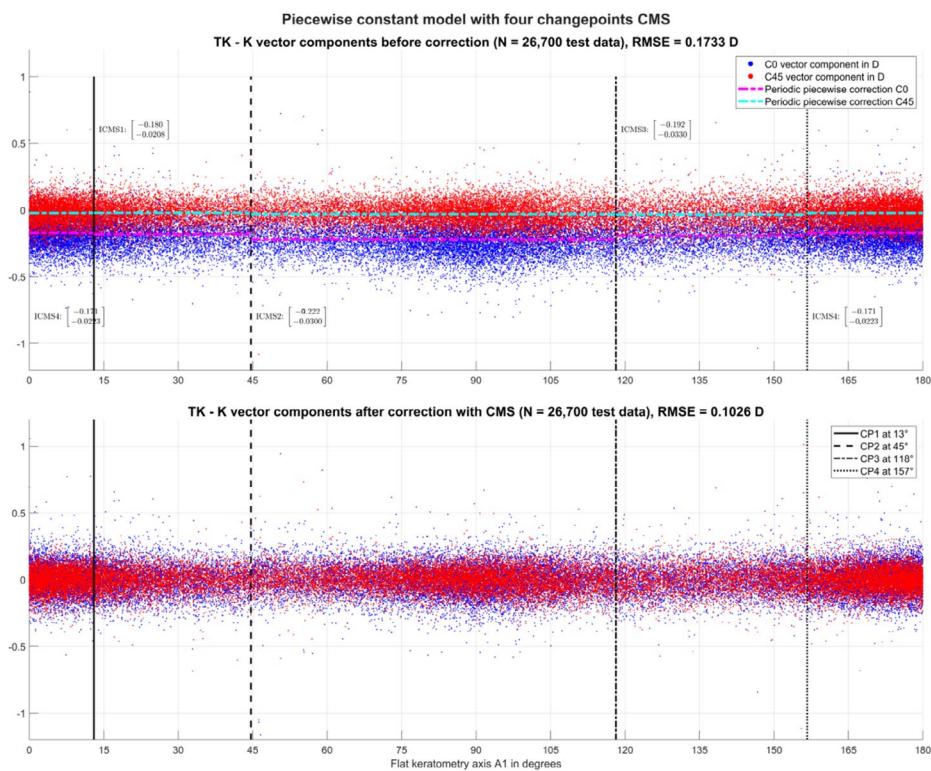 Piecewise constant model with four changepoints CMS
TK - K vector components before correction (N = 26,700 test data), RMSE = 0.1733 D
C0 vector component in D
C45 vector component in D
Periodic piecewise correction C0
Periodic piecewise correction C45
1
0.5
0
-0.5
-1
ICMS1: [-0.180
-0.0208]
ICMS3: [-0.192
-0.0330]
ICMS4: [-0.171
-0.0223]
ICMS2: [-0.222
-0.0300]
ICMS4: [-0.171
-0.0223]
0 15 30 45 60 75 90 105 120 135 150 165 180
TK - K vector components after correction with CMS (N = 26,700 test data), RMSE = 0.1026 D
CP1 at 13°
CP2 at 45°
CP3 at 118°
CP4 at 157°
1
0.5
0
-0.5
-1
0 15 30 45 60 75 90 105 120 135 150 165 180
Flat keratometry axis A1 in degrees